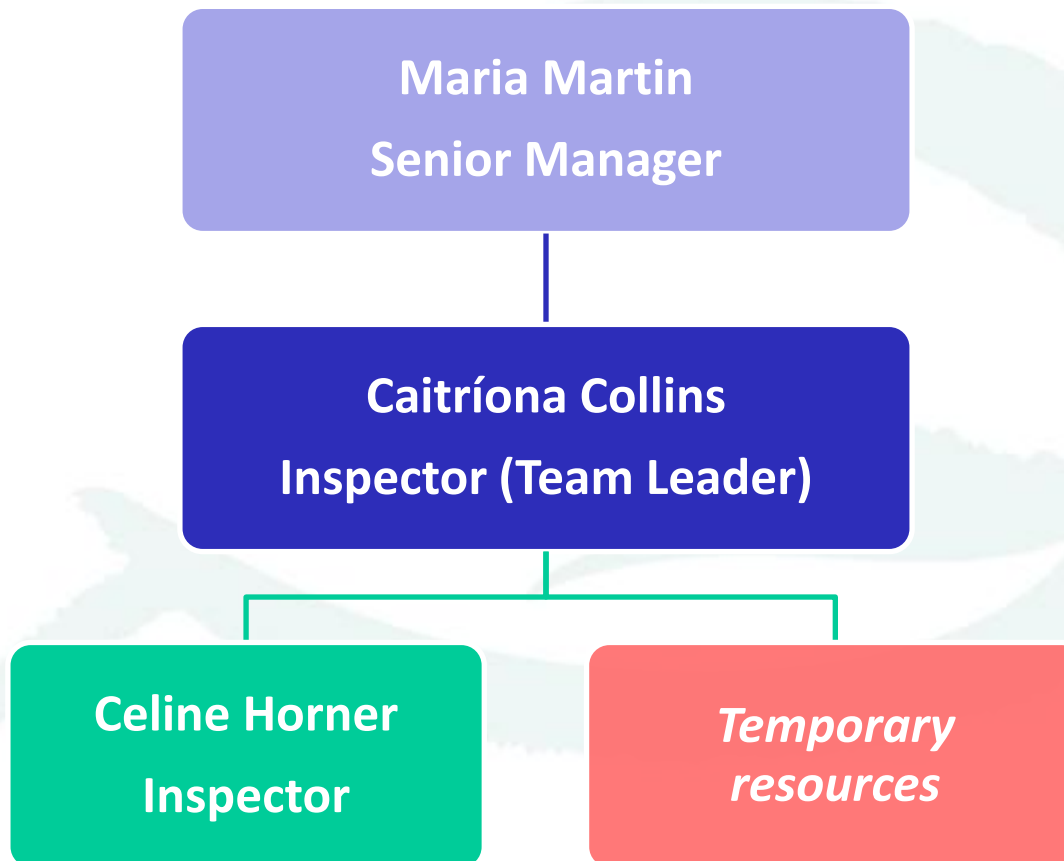 Maria Martin
Senior Manager
Caitríona Collins
Inspector (Team Leader)
Celine Horner
Inspector
Temporary
resources